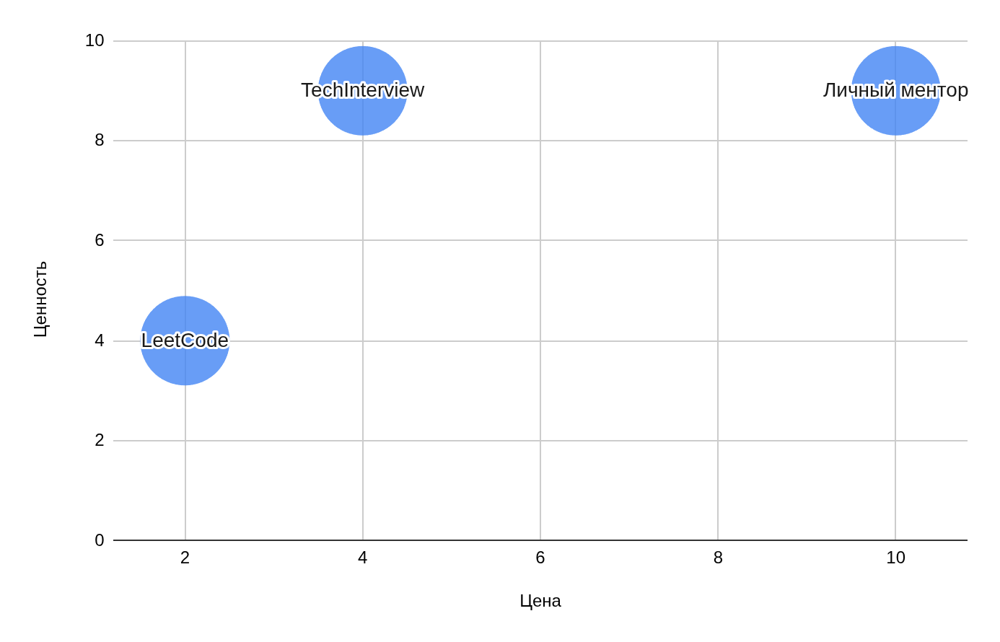 10
TechInterview
Личный ментор
8
6
Ценность
4
LeetCode
2
0
2
4
6
8
10
Цена